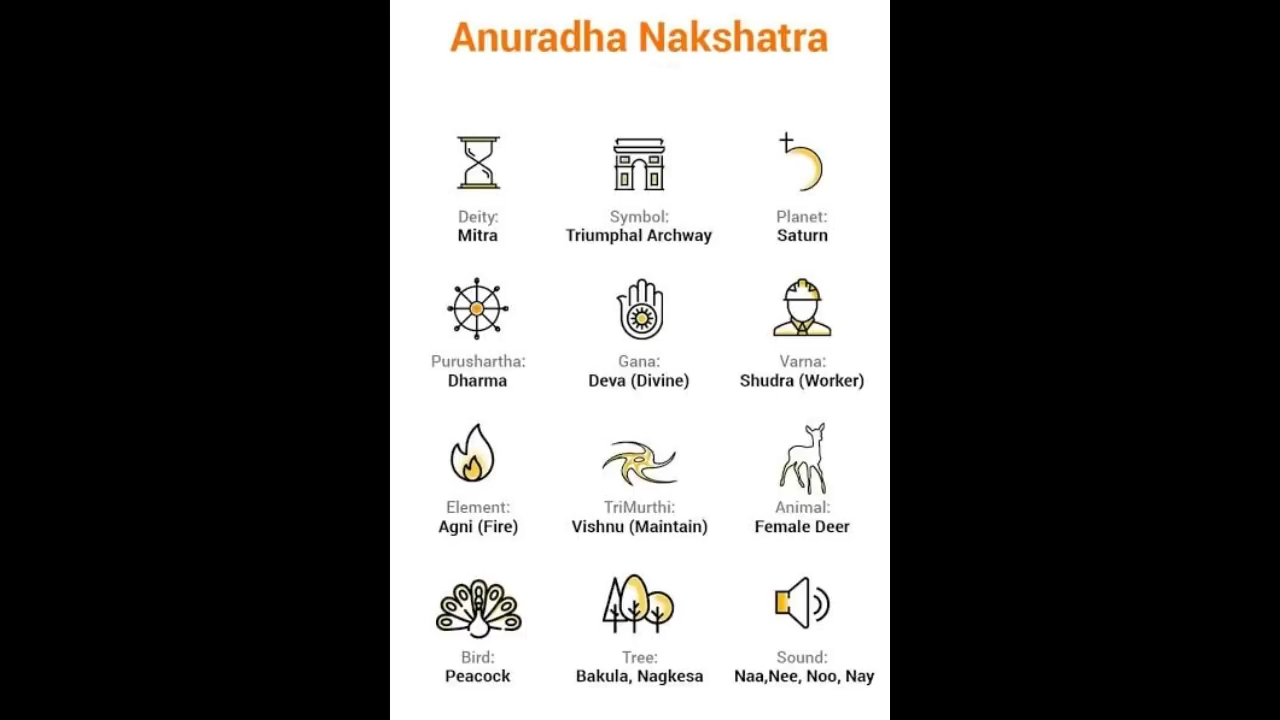 Anuradha Nakshatra
Deity:
Mitra
Symbol:
Triumphal Archway
Planet:
Saturn
Purushartha:
Dharma
Gana:
Deva (Divine)
Varna:
Shudra (Worker)
Element:
Agni (Fire)
TriMurthi:
Vishnu (Maintain)
Animal:
Female Deer
Bird:
Peacock
Tree:
Bakula, Nagkesa
Sound:
Naa,Nee, Noo, Nay